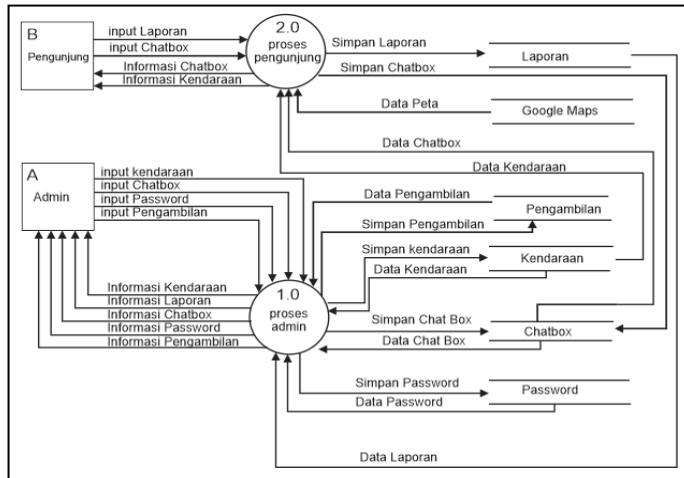 B
Pengunjung
input Laporan
input Chatbox
Informasi Chatbox
Informasi Kendaraan
2.0
proses
pengunjung
Simpan Laporan
Simpan Chatbox
Laporan
Data Peta
Google Maps
Data Chatbox
Data Kendaraan
A
Admin
input kendaraan
input Chatbox
input Password
input Pengambilan
Data Pengambilan
Simpan Pengambilan
Pengambilan
Simpan kendaraan
Data Kendaraan
Kendaraan
Informasi Kendaraan
Informasi Laporan
Informasi Chatbox
Informasi Password
Informasi Pengambilan
1.0
proses
admin
Simpan Chat Box
Data Chat Box
Chatbox
Simpan Password
Data Password
Password
Data Laporan